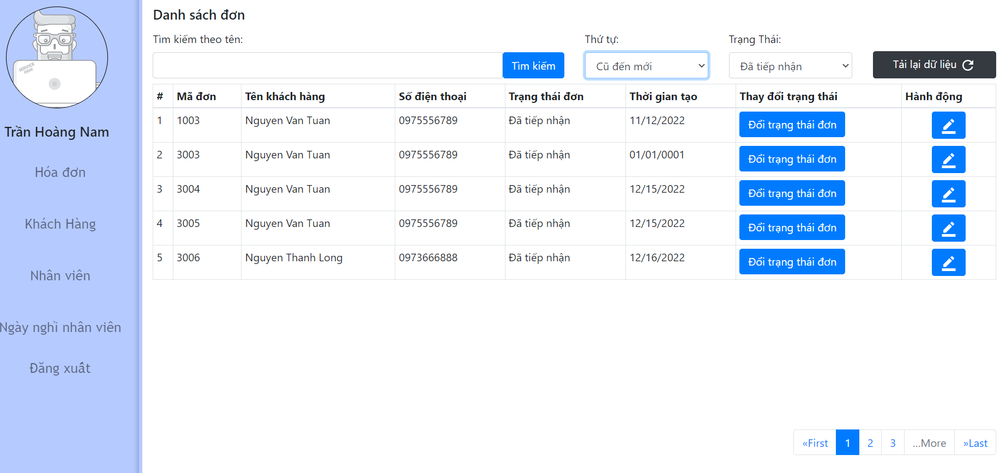 SERVICE
DESK
Trần Hoàng Nam
Hóa đơn
Khách Hàng
Nhân viên
Ngày nghỉ nhân viên
Đăng xuất
Danh sách đơn
Tìm kiếm theo tên:
Thứ tự:
Trạng Thái:
Tìm kiếm
Cũ đến mới
Đã tiếp nhận
Tải lại dữ liệu
# Mã đơn Tên khách hàng Số điện thoại Trạng thái đơn Thời gian tạo Thay đổi trạng thái Hành động
1 1003 Nguyen Van Tuan 0975556789 Đã tiếp nhận 11/12/2022 Đổi trạng thái đơn
2 3003 Nguyen Van Tuan 0975556789 Đã tiếp nhận 01/01/0001 Đổi trạng thái đơn
3 3004 Nguyen Van Tuan 0975556789 Đã tiếp nhận 12/15/2022 Đổi trạng thái đơn
4 3005 Nguyen Van Tuan 0975556789 Đã tiếp nhận 12/15/2022 Đổi trạng thái đơn
5 3006 Nguyen Thanh Long 0973666888 Đã tiếp nhận 12/16/2022 Đổi trạng thái đơn
«First 1 2 3 ...More »Last